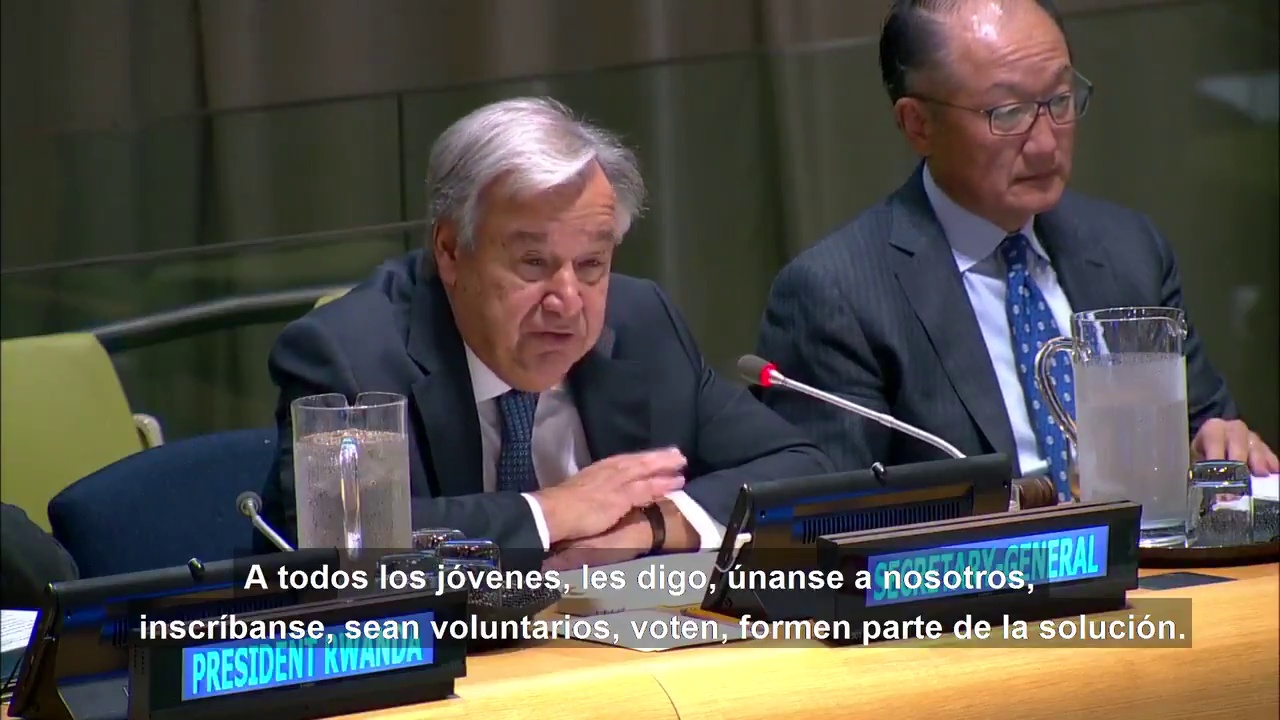 SECRETARY-GENERAL
A todos los jóvenes, les digo, únanse a nosotros,
inscríbanse, sean voluntarios, voten, formen parte de la solución.
PRESIDENT RWANDA